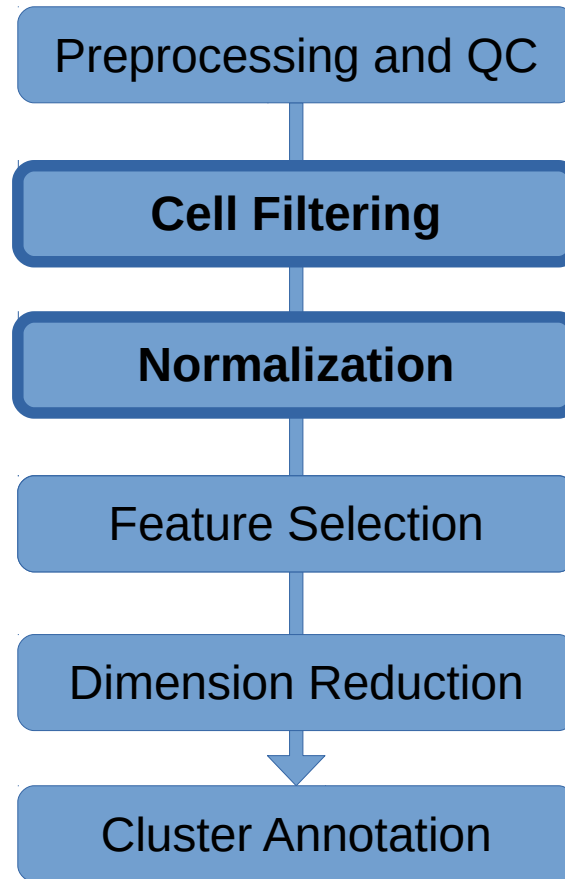 Preprocessing and QC
Cell Filtering
Normalization
Feature Selection
Dimension Reduction
Cluster Annotation